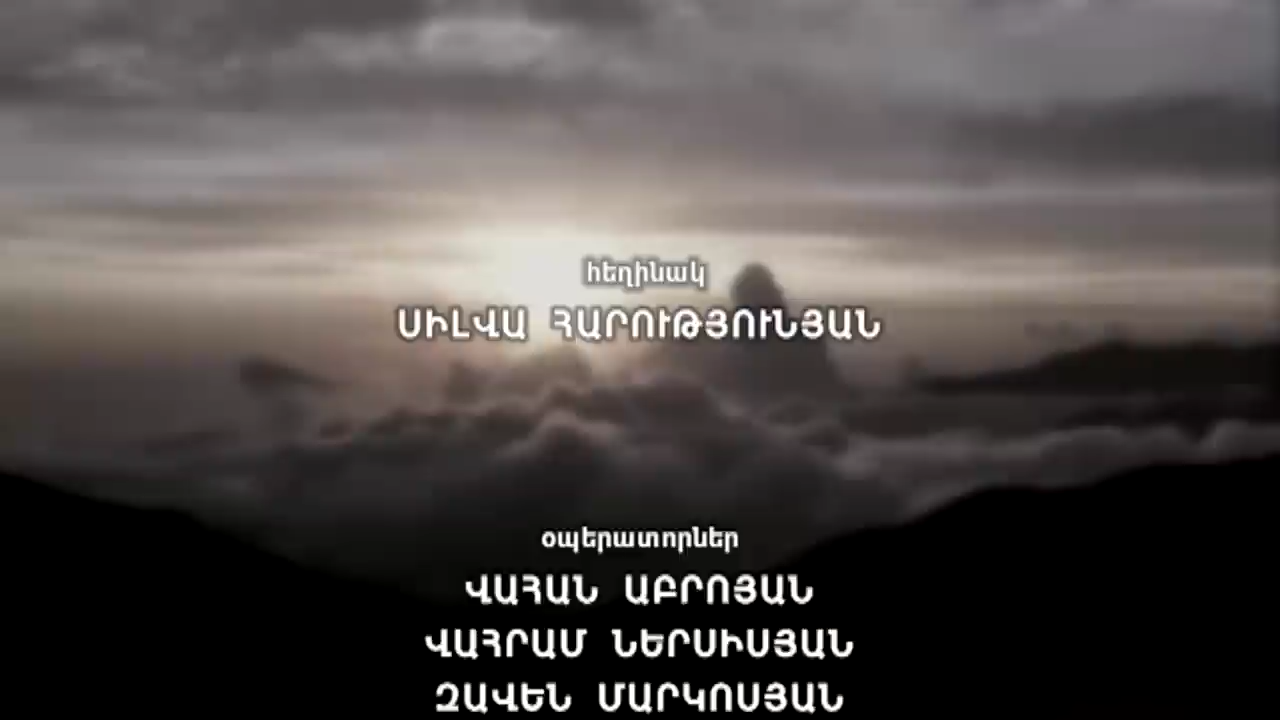 հեղինակ
ՍԻԼՎԱ ՀԱՐՈՒԹՅՈՒՆՅԱՆ
օպերատորներ
ՎԱՀԱՆ ԱԲՐՈՅԱՆ
ՎԱՀՐԱՄ ՆԵՐՍԻՍՅԱՆ
ԶԱՎԵՆ ՄԱՐԿՈՍՅԱՆ